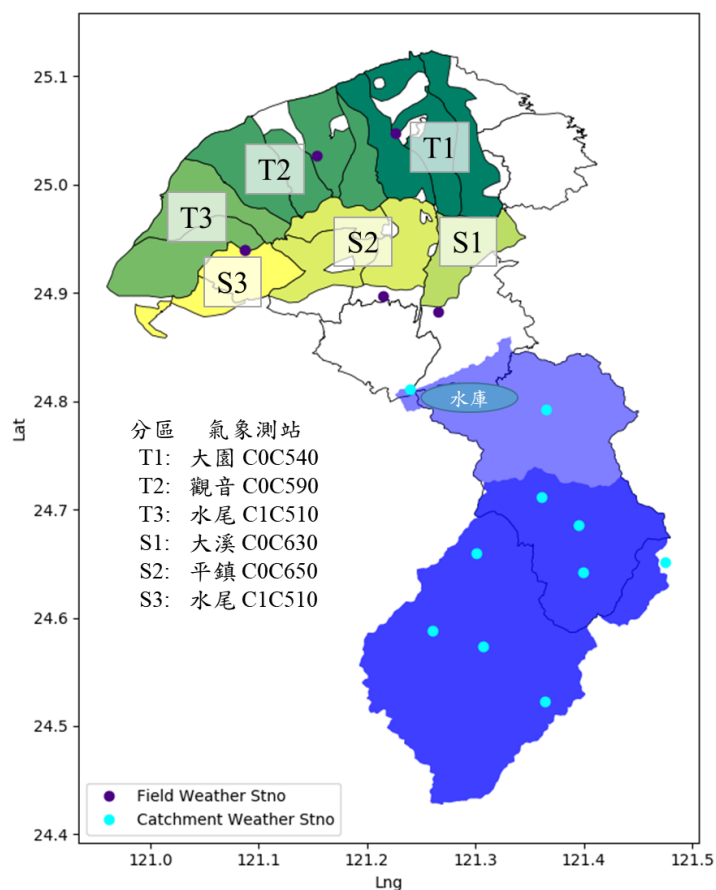 25.1
25.0
24.9
24.8
24.7
24.6
24.5
24.4
Lat
T1
T2
T3
S1
S2
S3
水庫
分區 氣象測站
T1: 大園 C0C540
T2: 觀音 C0C590
T3: 水尾 C1C510
S1: 大溪 C0C630
S2: 平鎮 C0C650
S3: 水尾 C1C510
Field Weather Stno
Catchment Weather Stno
121.0 121.1 121.2 121.3 121.4 121.5
Lng